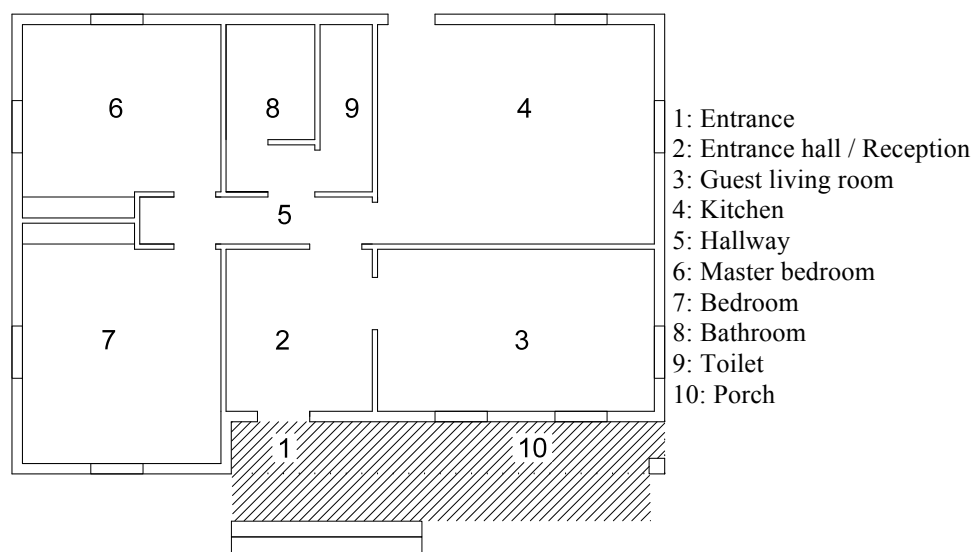 6
8
9
4
5
7
2
3
1
10
1: Entrance
2: Entrance hall / Reception
3: Guest living room
4: Kitchen
5: Hallway
6: Master bedroom
7: Bedroom
8: Bathroom
9: Toilet
10: Porch